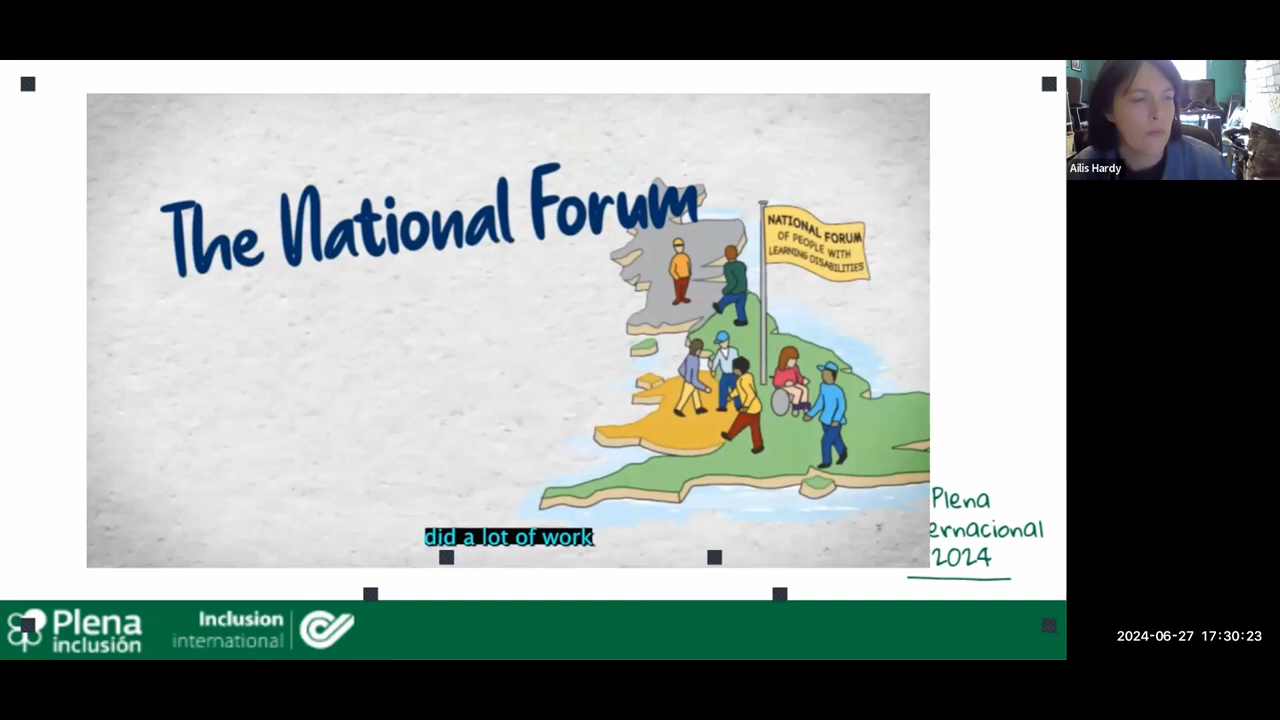 The National Forum
NATIONAL FORUM
OF PEOPLE WITH
LEARNING DISABILITIES
did a lot of work
Plena
ernacional
2024
Plena
inclusión
Inclusion
international
Ailis Hardy
2024-06-27 17:30:23